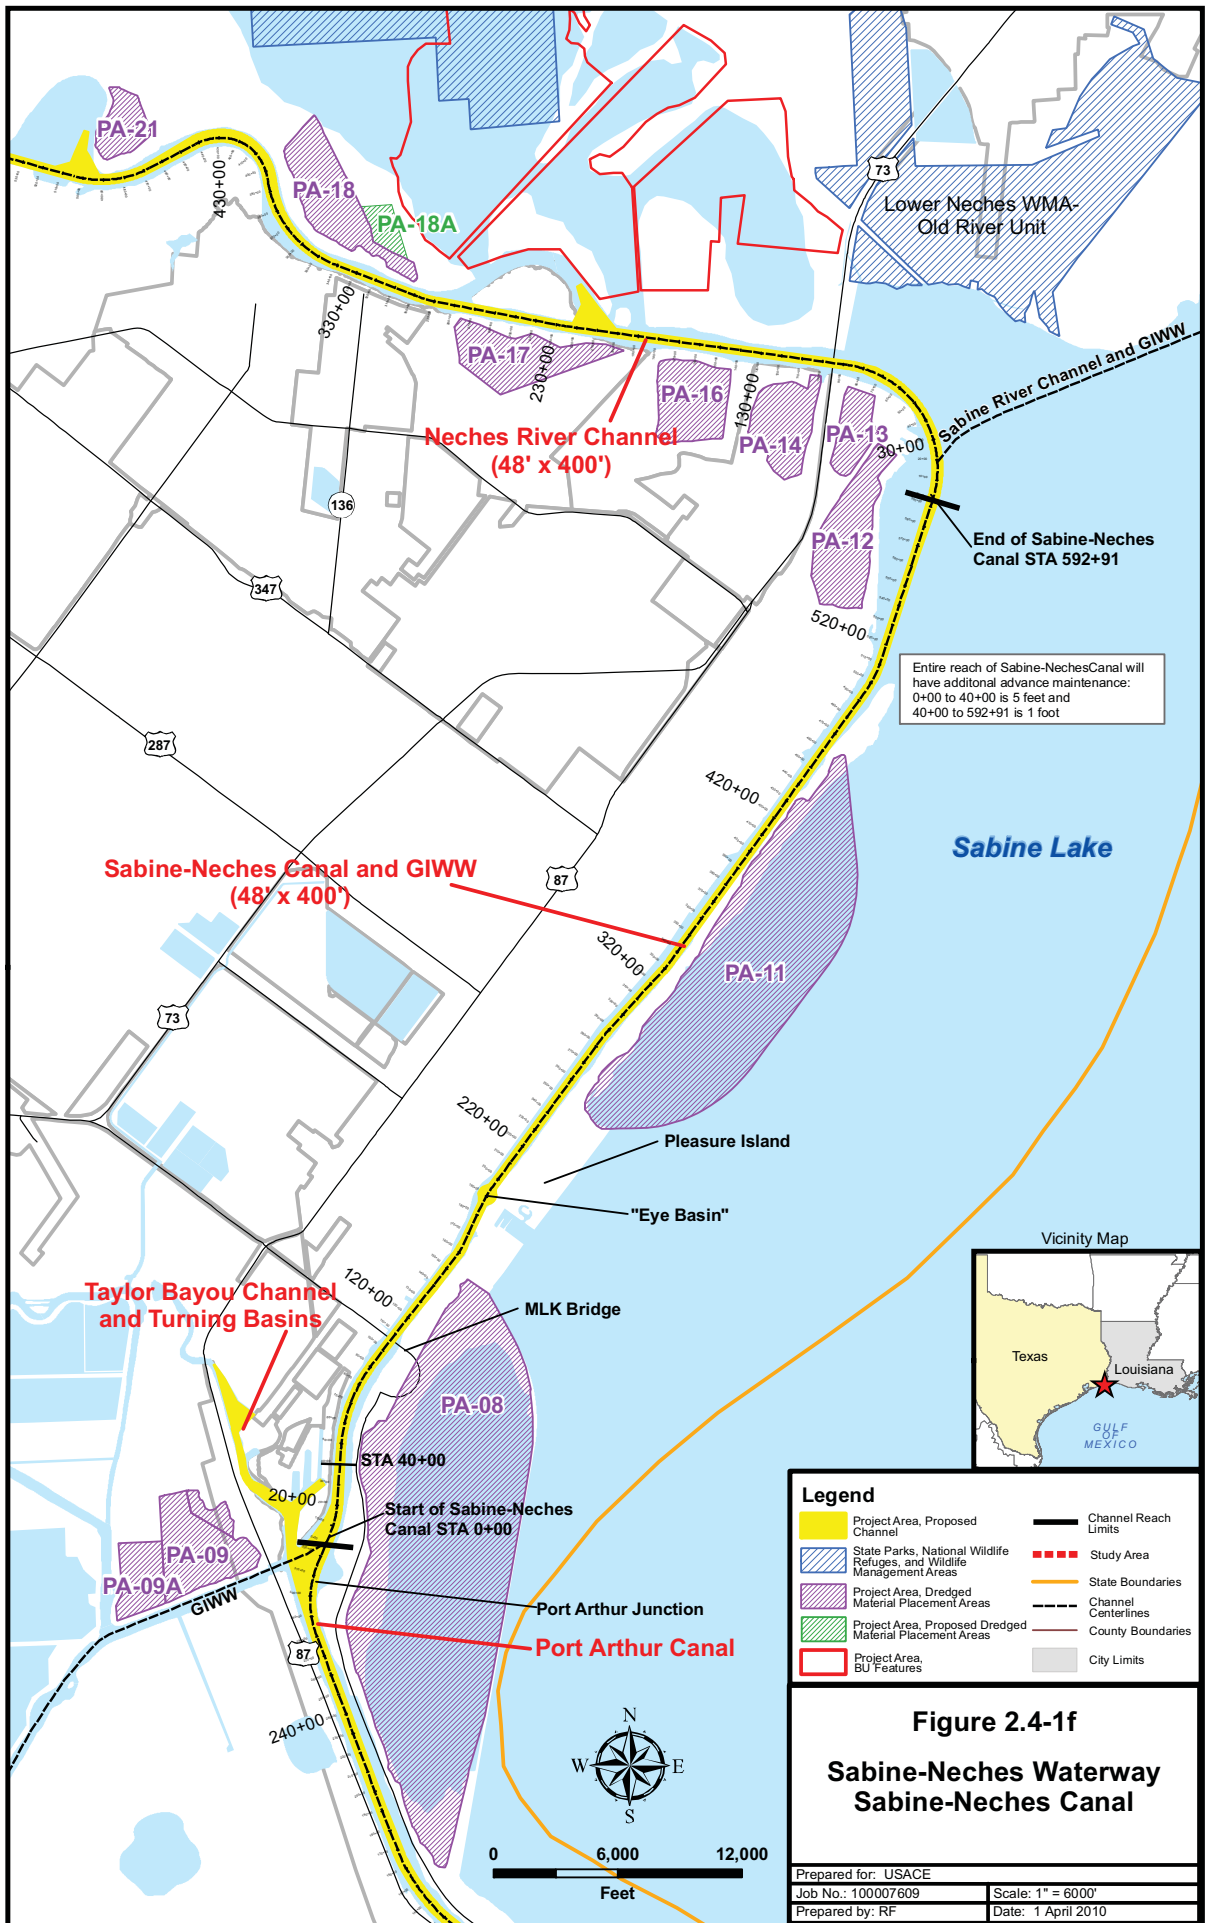 PA-21
430+00
PA-18
PA-18A
73
Lower Neches WMA-
Old River Unit
330+00
PA-17
230+00
PA-16
130+00
PA-14
PA-13
30+00
Sabine River Channel and GIWW
Neches River Channel
(48' x 400')
136
PA-12
End of Sabine-Neches
Canal STA 592+91
347
520+00
Entire reach of Sabine-NechesCanal will
have additonal advance maintenance:
0+00 to 40+00 is 5 feet and
40+00 to 592+91 is 1 foot
287
420+00
Sabine Lake
Sabine-Neches Canal and GIWW
(48' x 400')
87
320+00
PA-11
73
220+00
Pleasure Island
"Eye Basin"
Vicinity Map
Texas
Louisiana
GULF
OF
MEXICO
120+00
Taylor Bayou Channel
and Turning Basins
MLK Bridge
PA-08
STA 40+00
20+00
Start of Sabine-Neches
Canal STA 0+00
PA-09
PA-09A
GIWW
Port Arthur Junction
Port Arthur Canal
87
240+00
N
W
E
S
0
6,000
12,000
Feet
Legend
Project Area, Proposed
Channel
State Parks, National Wildlife
Refuges, and Wildlife
Management Areas
Project Area, Dredged
Material Placement Areas
Project Area, Proposed Dredged
Material Placement Areas
Project Area,
BU Features
Channel Reach
Limits
Study Area
State Boundaries
Channel
Centerlines
County Boundaries
City Limits
Figure 2.4-1f
Sabine-Neches Waterway
Sabine-Neches Canal
Prepared for: USACE
Job No.: 100007609
Scale: 1" = 6000'
Prepared by: RF
Date: 1 April 2010